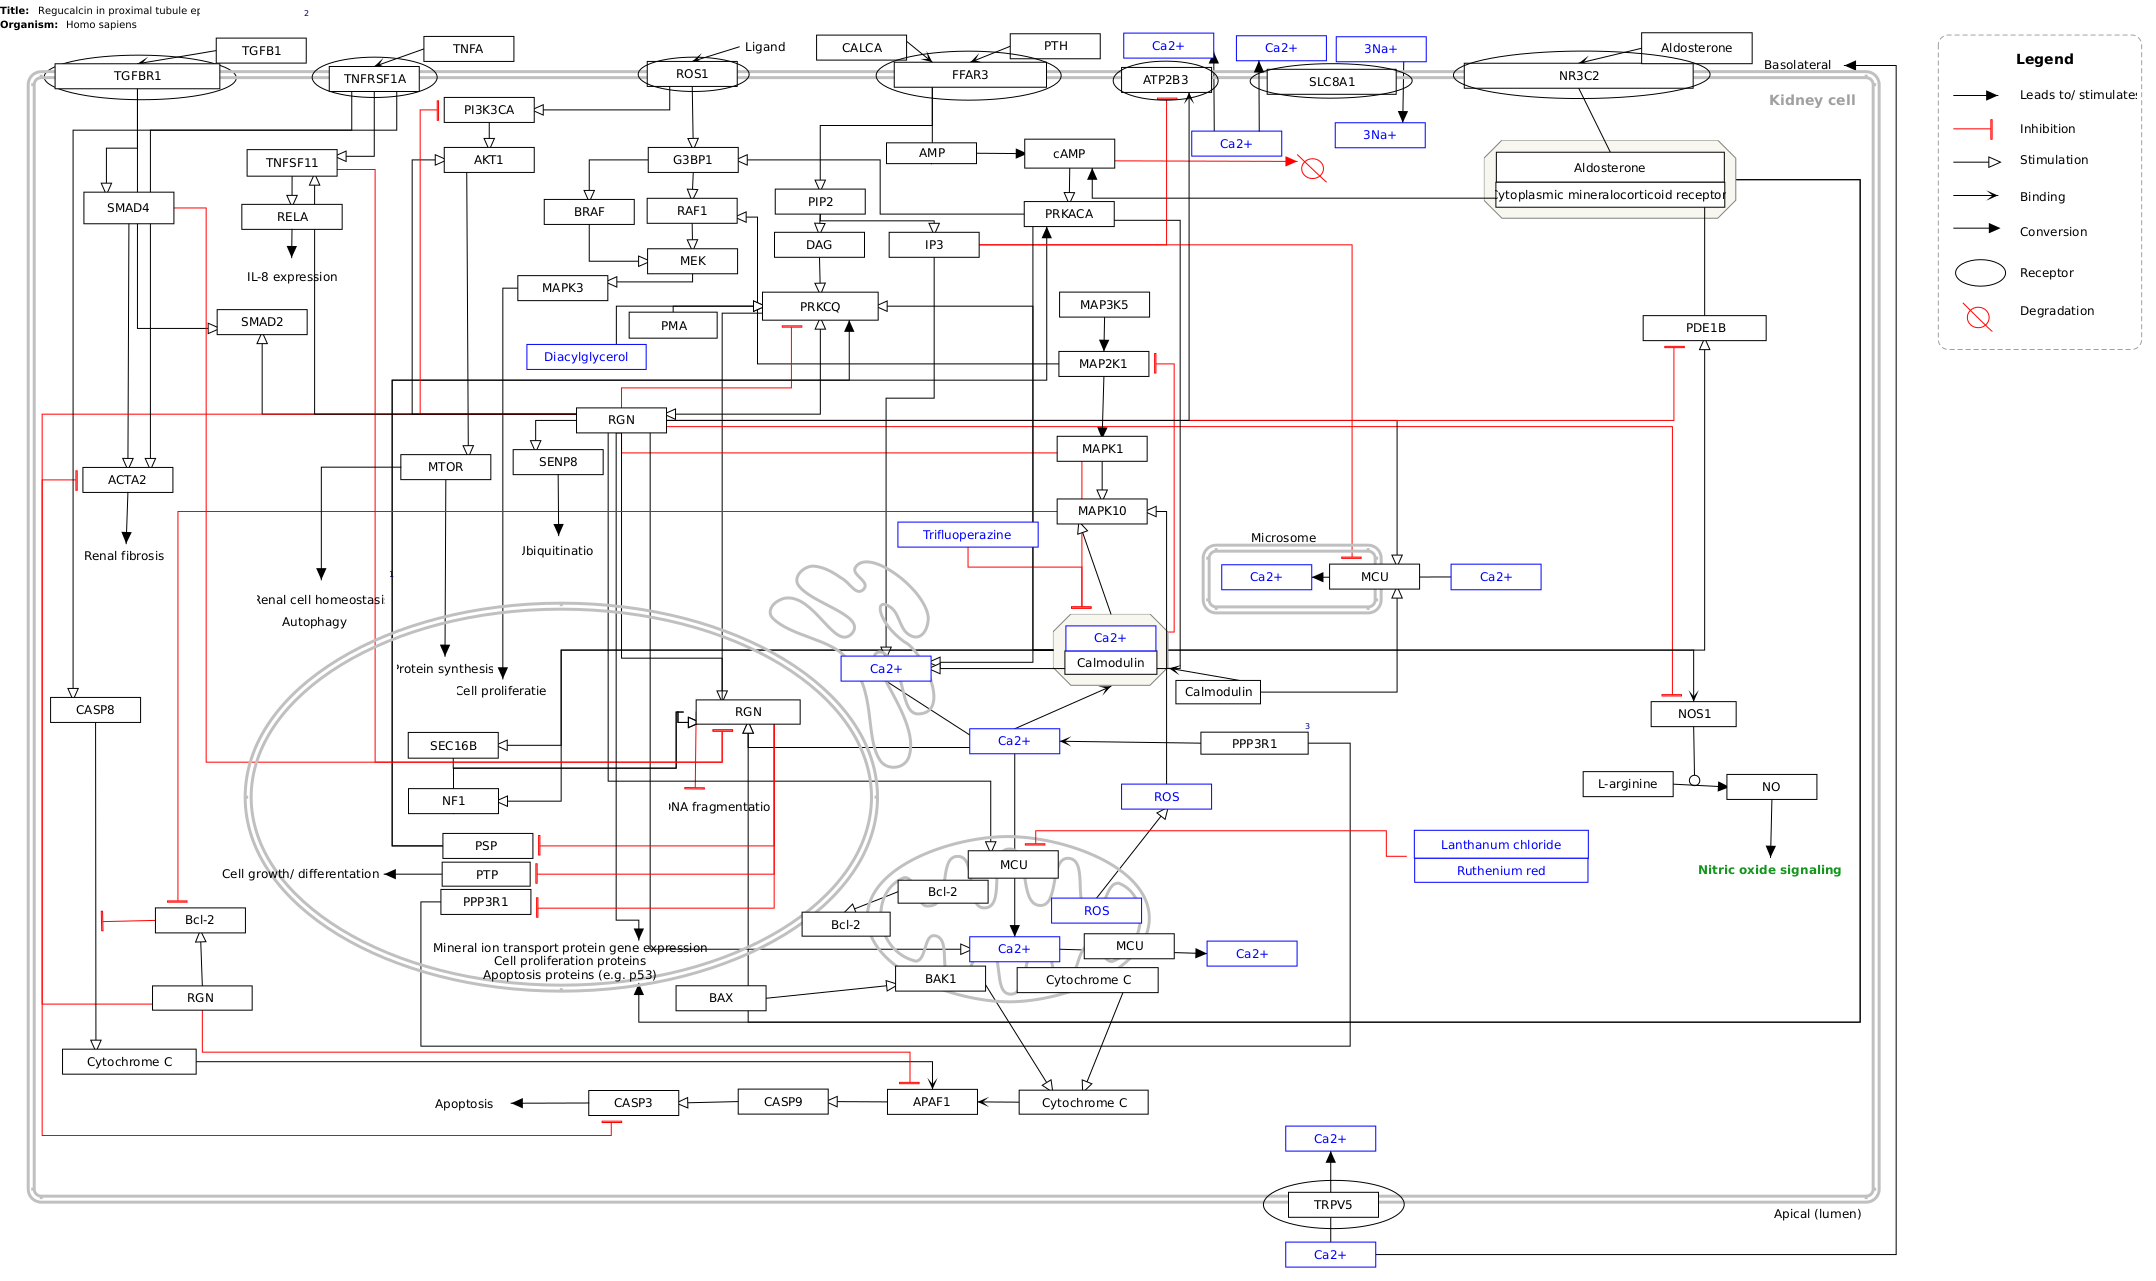 Title: Regucalcin in proximal tubule ep
Organism: Homo sapiens
2
TGFB1
TNFA
Ligand
CALCA
PTH
Ca2+
Ca2+
3Na+
Aldosterone
Basolateral
TGFBR1
TNFRSF1A
ROS1
FFAR3
ATP2B3
SLC8A1
NR3C2
Kidney cell
Legend
Leads to/ stimulates
Inhibition
Stimulation
Binding
Conversion
Receptor
Degradation
PI3K3CA
Ca2+
3Na+
TNFSF11
AKT1
G3BP1
AMP
cAMP
Aldosterone
ytoplasmic mineralocorticoid receptor
SMAD4
RELA
BRAF
RAF1
PIP2
PRKACA
DAG
IP3
MEK
IL-8 expression
MAPK3
PRKCQ
MAP3K5
SMAD2
PMA
PDE1B
Diacylglycerol
MAP2K1
RGN
MAPK1
MTOR
SENP8
ACTA2
MAPK10
Trifluoperazine
Renal fibrosis
Ubiquitinatio
Microsome
Ca2+
MCU
Ca2+
1
Renal cell homeostasi
Autophagy
Ca2+
Calmodulin
Protein synthesis
Ca2+
Cell proliferatie
Calmodulin
CASP8
RGN
NOS1
3
SEC16B
Ca2+
PPP3R1
L-arginine
NO
NF1
DNA fragmentatio
ROS
PSP
Lanthanum chloride
Ruthenium red
Nitric oxide signaling
Cell growth/ differentation
PTP
MCU
PPP3R1
Bcl-2
Bcl-2
Bcl-2
ROS
Mineral ion transport protein gene expression
Cell proliferation proteins
Apoptosis proteins (e.g. p53)
Ca2+
MCU
Ca2+
BAK1
Cytochrome C
RGN
BAX
Cytochrome C
Apoptosis
CASP3
CASP9
APAF1
Cytochrome C
Ca2+
TRPV5
Apical (lumen)
Ca2+